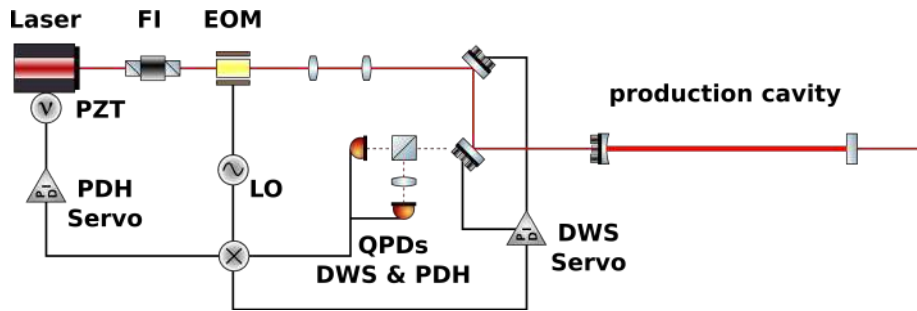 Laser
FI
EOM
ν
PZT
production cavity
P I D
PDH
Servo
LO
QPDs
DWS & PDH
P I D
DWS
Servo